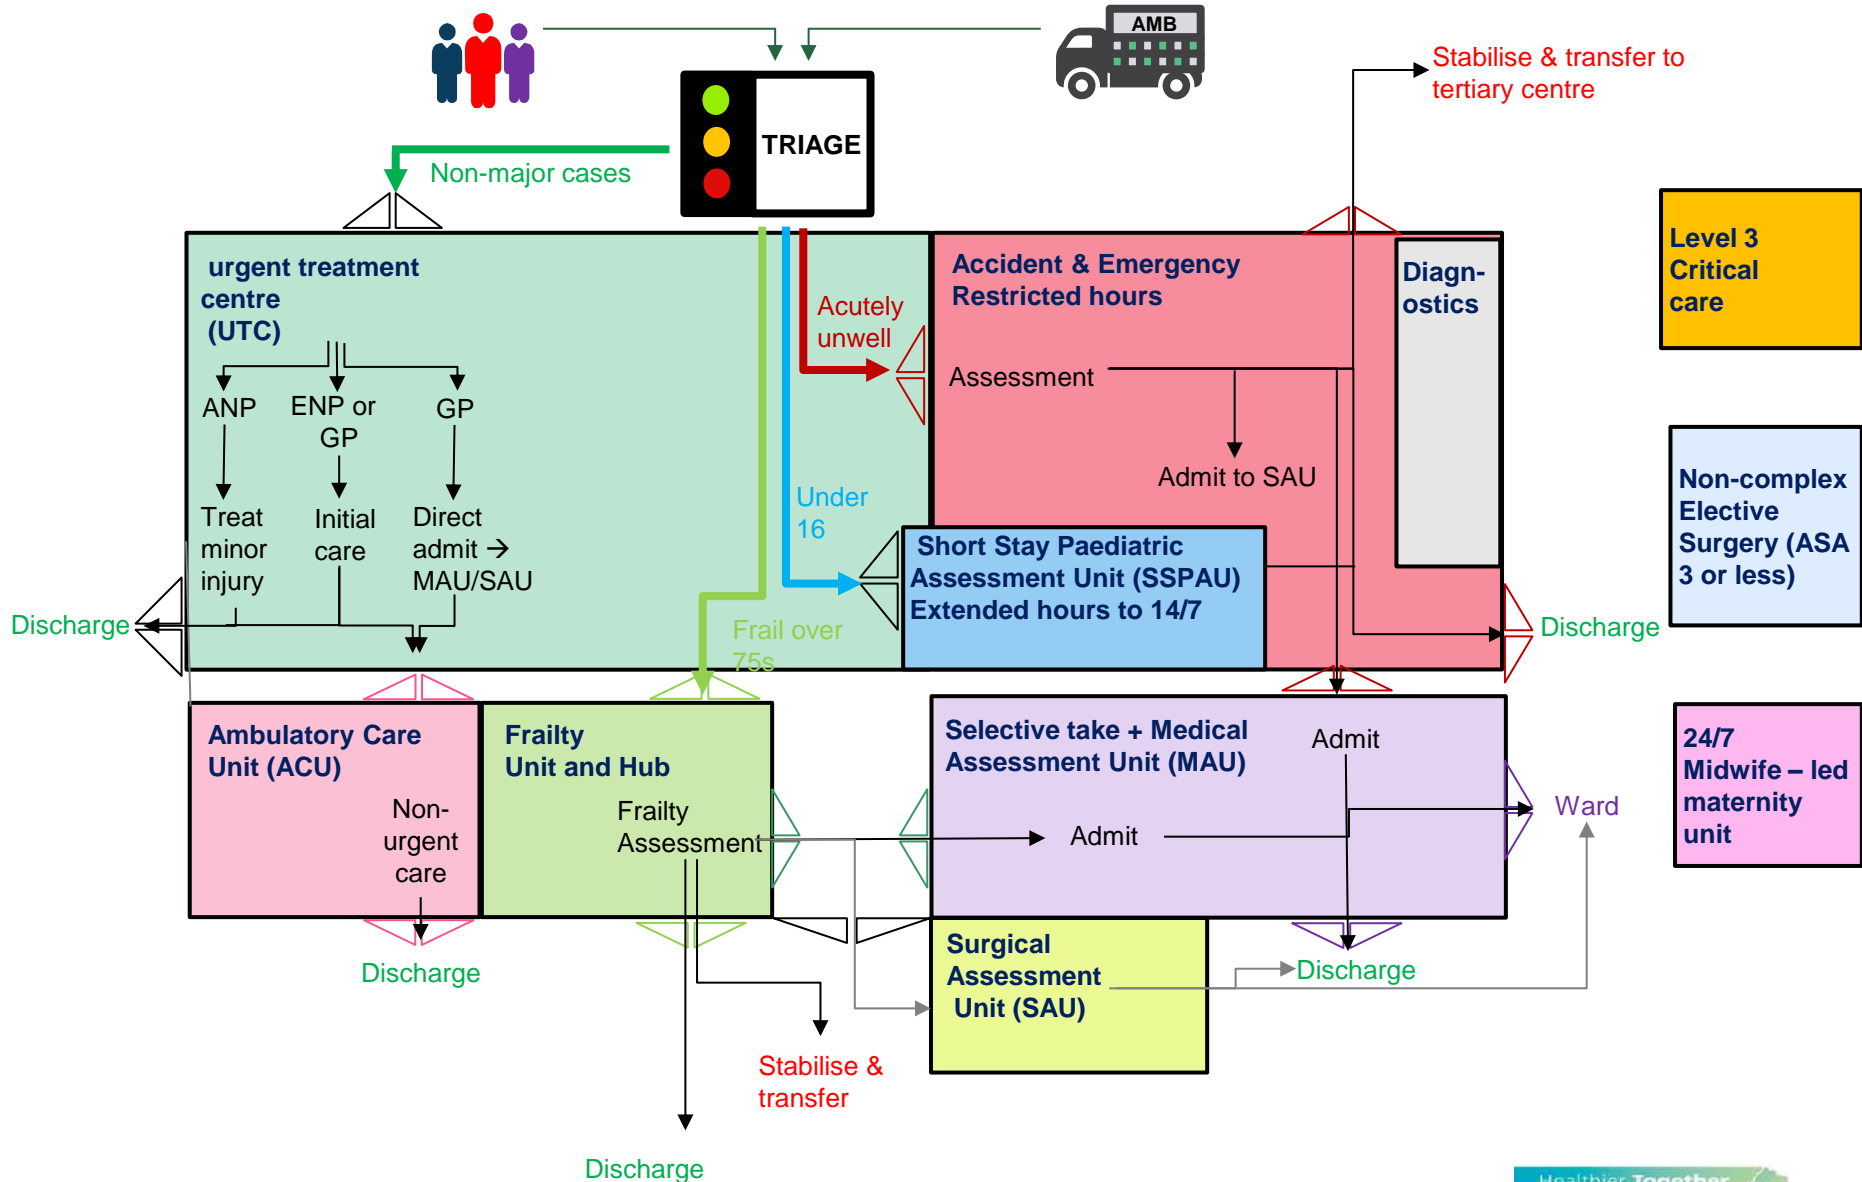 AMB
Stabilise & transfer to
tertiary centre
TRIAGE
Non-major cases
urgent treatment
centre
(UTC)
ANP
ENP or
GP
GP
Treat
minor
injury
Initial
care
Direct
admit →
MAU/SAU
Discharge
Acutely
unwell
Under
16
Frail over
75s
Accident & Emergency
Restricted hours
Assessment
Admit to SAU
Diagn-
ostics
Short Stay Paediatric
Assessment Unit (SSPAU)
Extended hours to 14/7
Discharge
Level 3
Critical
care
Non-complex
Elective
Surgery (ASA
3 or less)
24/7
Midwife – led
maternity
unit
Ambulatory Care
Unit (ACU)
Non-
urgent
care
Discharge
Frailty
Unit and Hub
Frailty
Assessment
Stabilise &
transfer
Discharge
Selective take + Medical
Assessment Unit (MAU)
Admit
Admit
Ward
Surgical
Assessment
Unit (SAU)
Discharge
Healthier Together